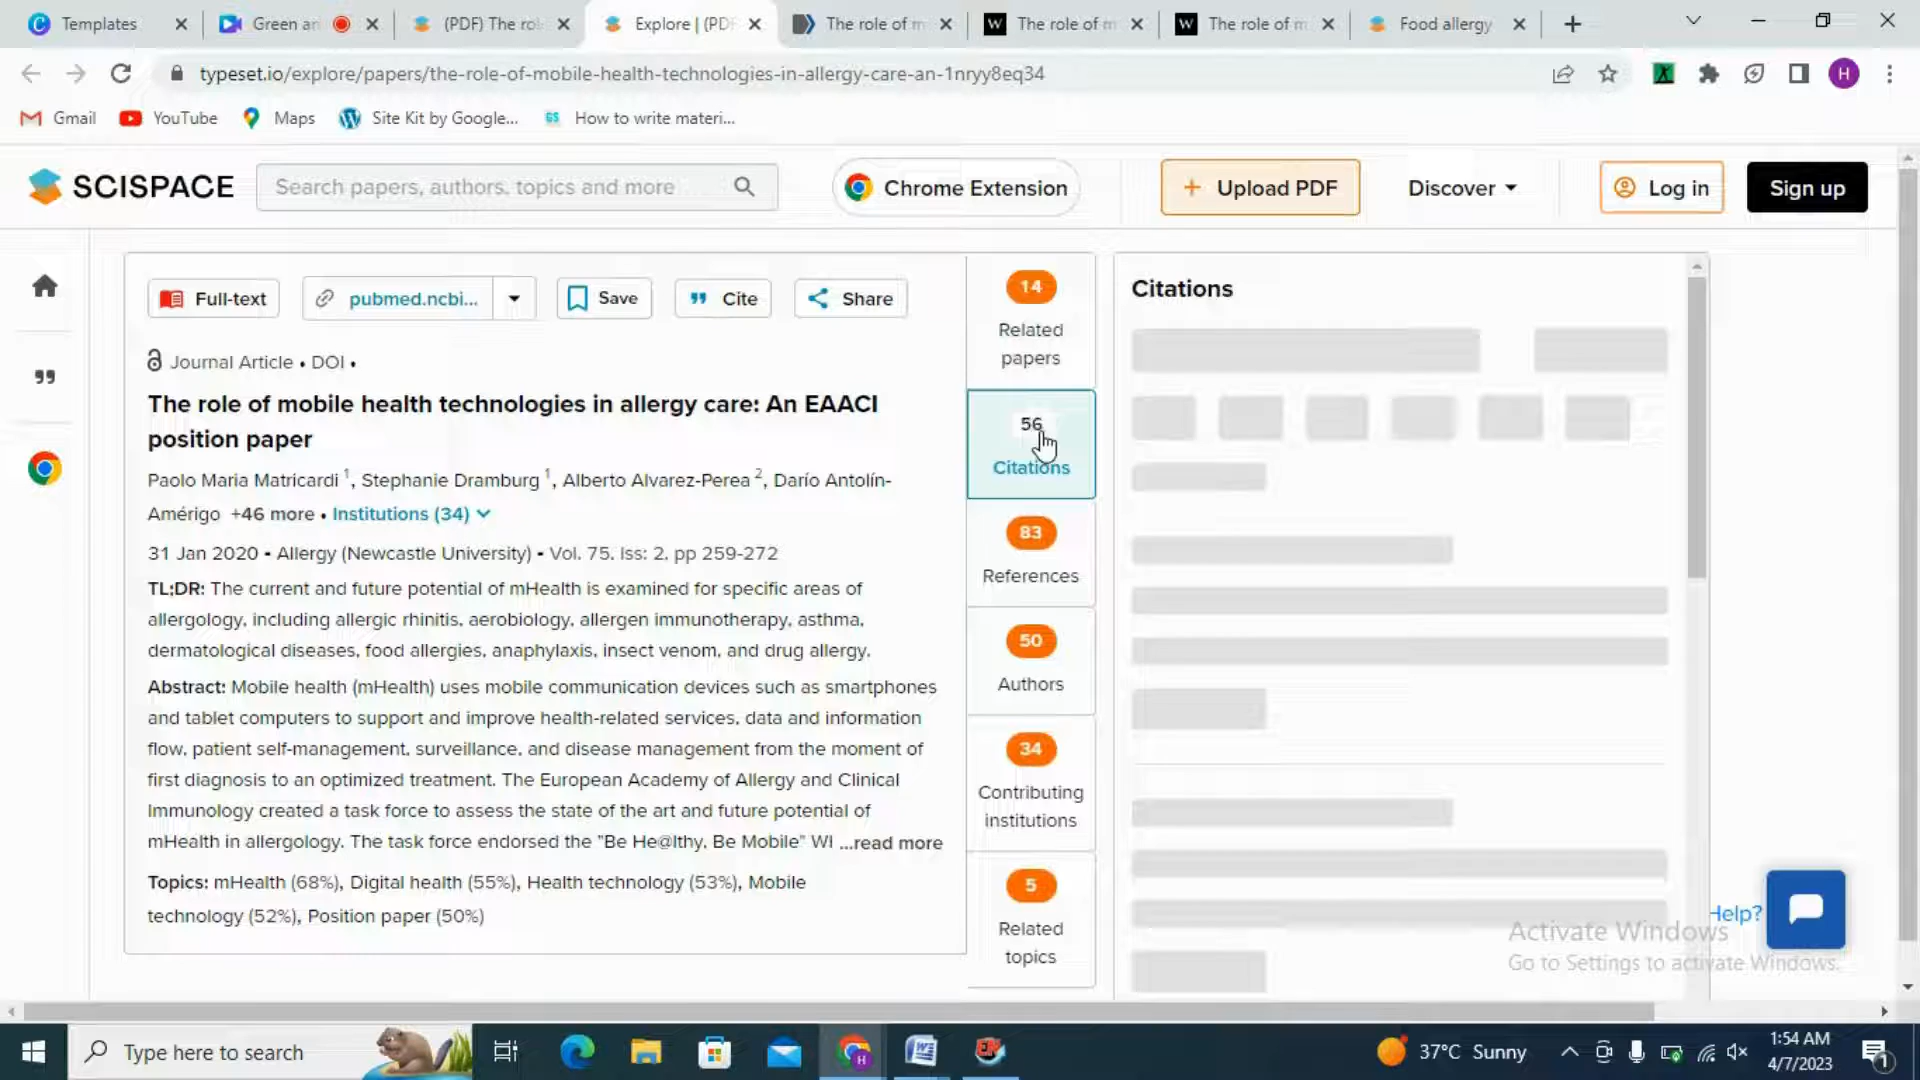 Templates
Green an
(PDF) The rol
Explore | (PDF
The role of m
The role of m
The role of m
Food allergy
typeset.io/explore/papers/the-role-of-mobile-health-technologies-in-allergy-care-an-1nryy8eq34
H
Gmail
YouTube
Maps
Site Kit by Google...
How to write materi...
SCISPACE
Search papers, authors, topics and more
Chrome Extension
+ Upload PDF
Discover
Log in
Sign up
Full-text
pubmed.ncbi...
Save
Cite
Share
14
Related
papers
Citations
Journal Article • DOI •
The role of mobile health technologies in allergy care: An EAACI
position paper
56
Citations
Paolo Maria Matricardi 1, Stephanie Dramburg 1, Alberto Alvarez-Perea 2, Darío Antolín-
Amérigo +46 more • Institutions (34)
31 Jan 2020 • Allergy (Newcastle University) • Vol. 75, Iss: 2, pp 259-272
83
References
TL;DR: The current and future potential of mHealth is examined for specific areas of
allergology, including allergic rhinitis, aerobiology, allergen immunotherapy, asthma,
dermatological diseases, food allergies, anaphylaxis, insect venom, and drug allergy.
50
Authors
Abstract: Mobile health (mHealth) uses mobile communication devices such as smartphones
and tablet computers to support and improve health-related services, data and information
flow, patient self-management, surveillance, and disease management from the moment of
first diagnosis to an optimized treatment. The European Academy of Allergy and Clinical
Immunology created a task force to assess the state of the art and future potential of
mHealth in allergology. The task force endorsed the "Be He@lthy, Be Mobile" WI ...read more
34
Contributing
institutions
Topics: mHealth (68%), Digital health (55%), Health technology (53%), Mobile
technology (52%), Position paper (50%)
5
Related
topics
Help?
Activate Windows
Go to Settings to activate Windows.
Type here to search
37°C Sunny
1:54 AM
4/7/2023
1